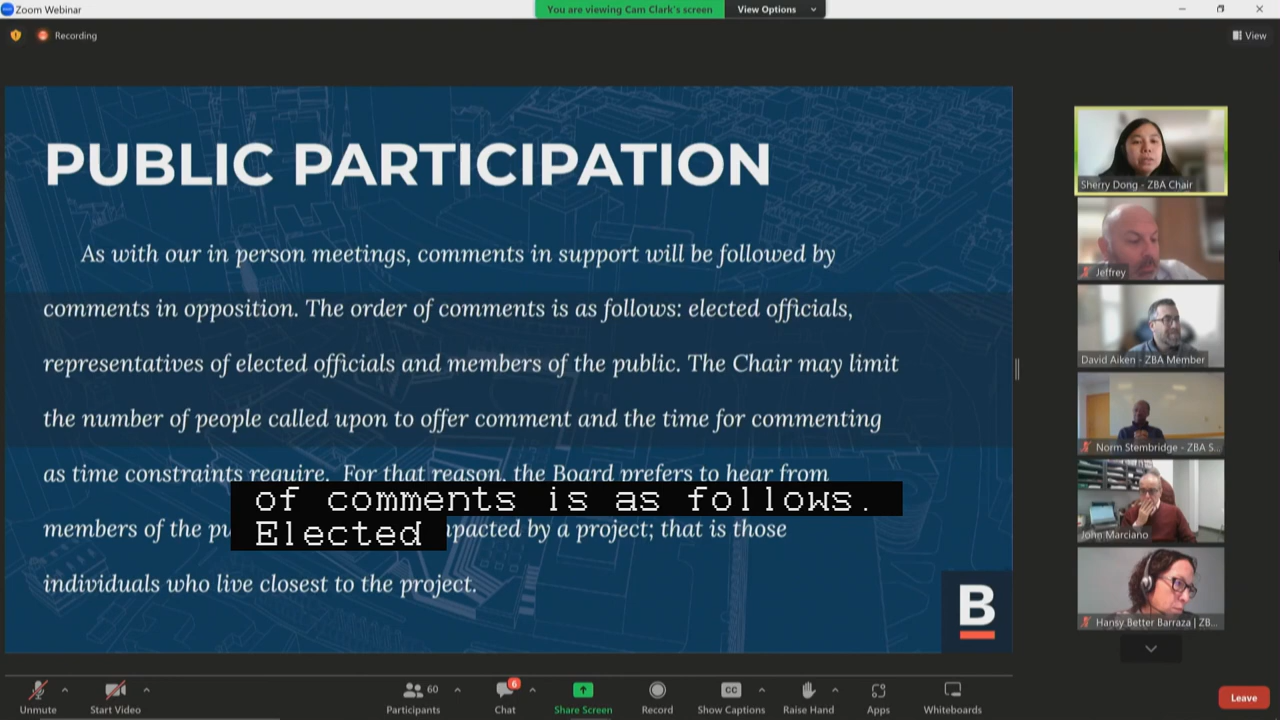 Zoom Webinar
You are viewing Cam Clark's screen
View Options
Recording
View
PUBLIC PARTICIPATION
As with our in person meetings, comments in support will be followed by
comments in opposition. The order of comments is as follows: elected officials,
representatives of elected officials and members of the public. The Chair may limit
the number of people called upon to offer comment and the time for commenting
as time constraints require. For that reason, the Board prefers to hear from
members of the pu
pacted by a project; that is those
individuals who live closest to the project.
of comments is as follows.
Elected
B
Sherry Dong - ZBA Chair
Jeffrey
David Aiken - ZBA Member
Norm Stembridge - ZBA S...
John Marciano
Hansy Better Barraza | ZB...
Unmute
Start Video
60
Participants
6
Chat
Share Screen
Record
CC
Show Captions
Raise Hand
Apps
Whiteboards
Leave